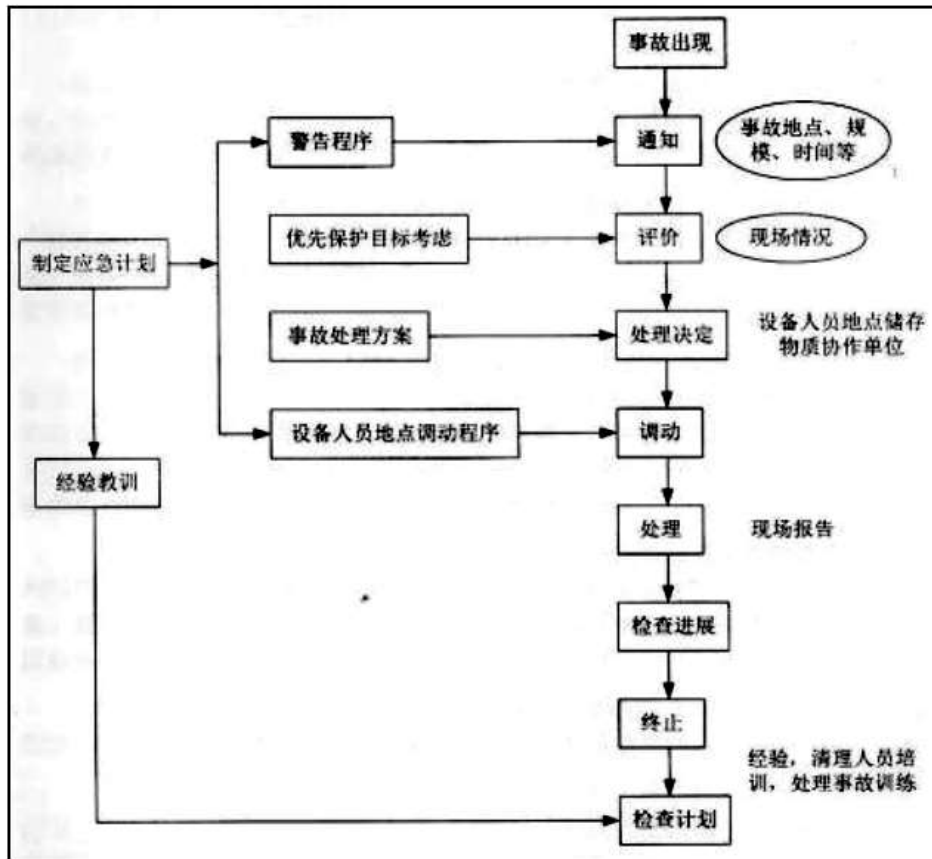 事故出现
警告程序
通知
事故地点、规
模、时间等
优先保护目标考虑
评价
现场情况
制定应急计划
事故处理方案
处理决定
设备人员地点储存
物质协作单位
设备人员地点调动程序
调动
经验教训
处理
现场报告
检查进展
终止
经验，清理人员培
训，处理事故训练
检查计划